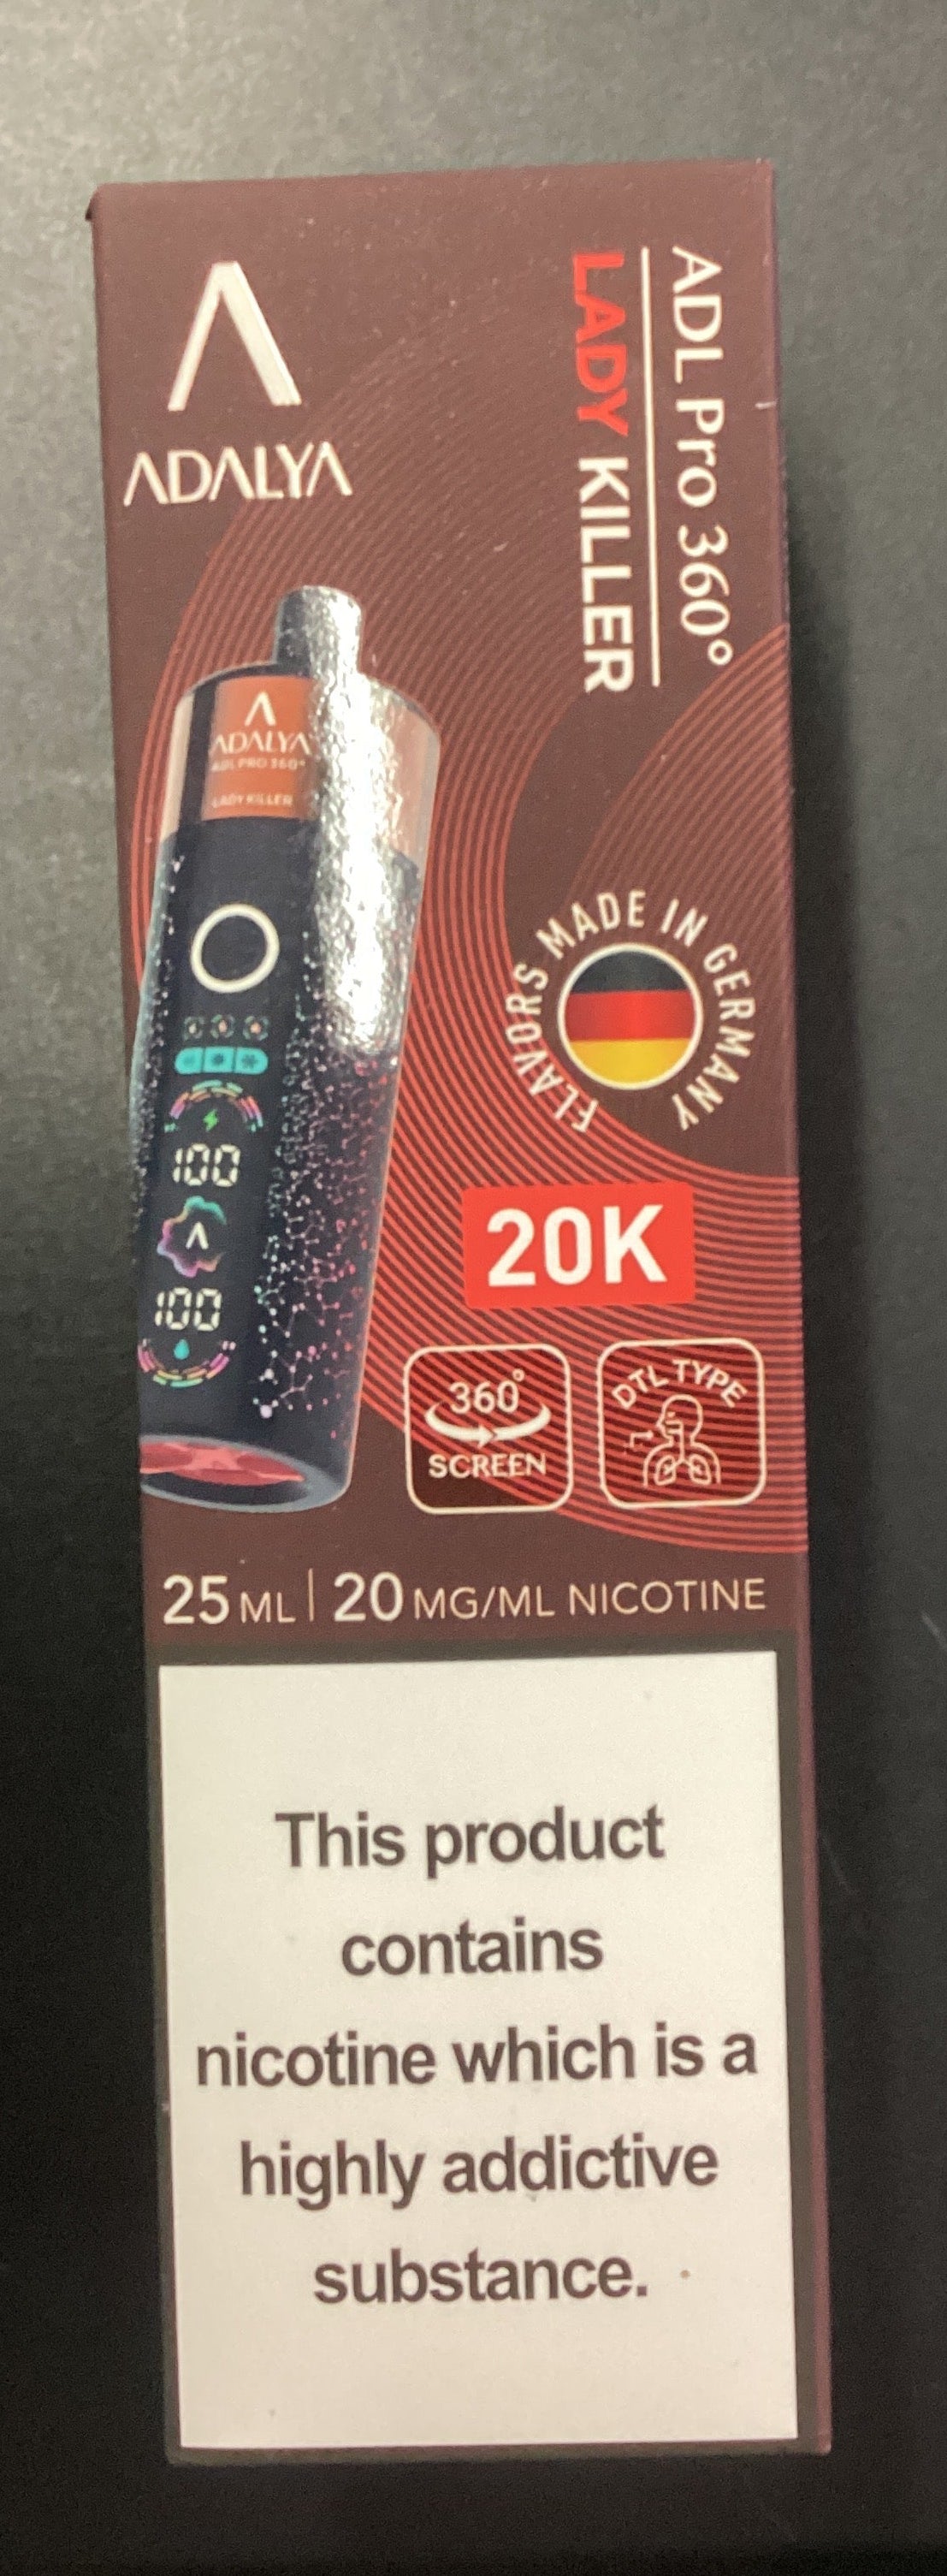 ADALYA
ADL Pro 360°
LADY KILLER
ADALYA
ADL PRO 360°
LADY KILLER
100
100
FLAVORS MADE IN GERMANY
20K
360°
SCREEN
DTL TYPE
25 ML | 20 MG/ML NICOTINE
This product
contains
nicotine which is a
highly addictive
substance.